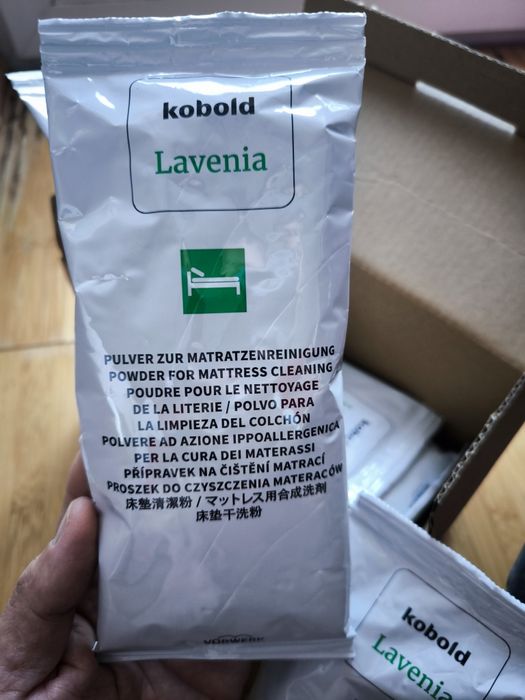 kobold
Lavenia
PULVER ZUR MATRATZENREINIGUNG
POWDER FOR MATTRESS CLEANING
POUDRE POUR LE NETTOYAGE
DE LA LITERIE / POLVO PARA
LA LIMPIEZA DEL COLCHÓN
POLVERE AD AZIONE IPPOALLERGENICA
PER LA CURA DEI MATERASSI
PŘÍPRAVEK NA ČIŠTĚNÍ MATRACÍ
PROSZEK DO CZYSZCZENIA MATERACÓW
床墊清潔粉 / マットレス用合成洗剤
床垫干洗粉
VORWERK
kobold
Lavenia